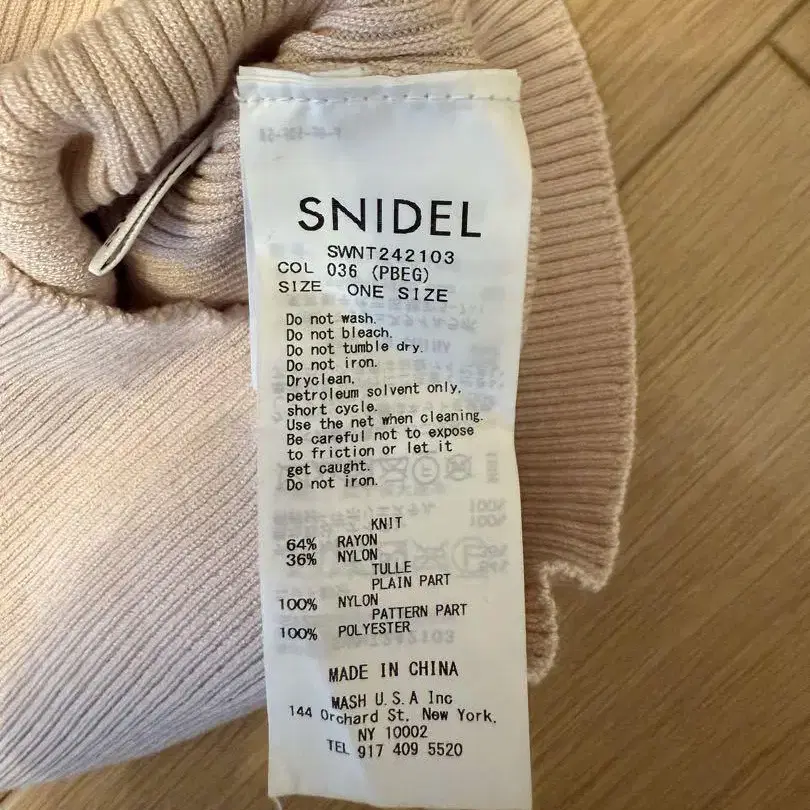 SNIDEL
SWNT242103
COL 036 (PBEG)
SIZE ONE SIZE
Do not wash.
Do not bleach.
Do not tumble dry.
Do not iron.
Dryclean,
petroleum solvent only,
short cycle.
Use the net when cleaning.
Be careful not to expose
to friction or let it
get caught.
Do not iron.
KNIT
64% RAYON
36% NYLON
TULLE
PLAIN PART
100% NYLON
PATTERN PART
100% POLYESTER
MADE IN CHINA
MASH U.S.A Inc
144 Orchard St. New York,
NY 10002
TEL 917 409 5520